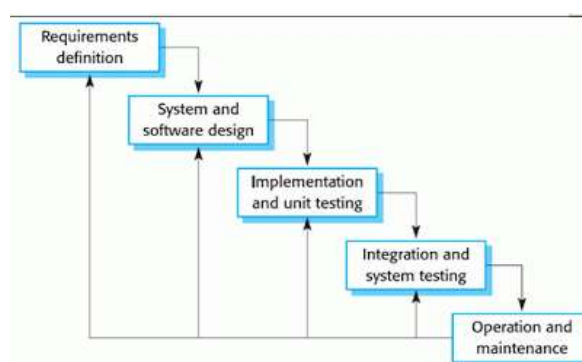 Requirements
definition
System and
software design
Implementation
and unit testing
Integration and
system testing
Operation and
maintenance